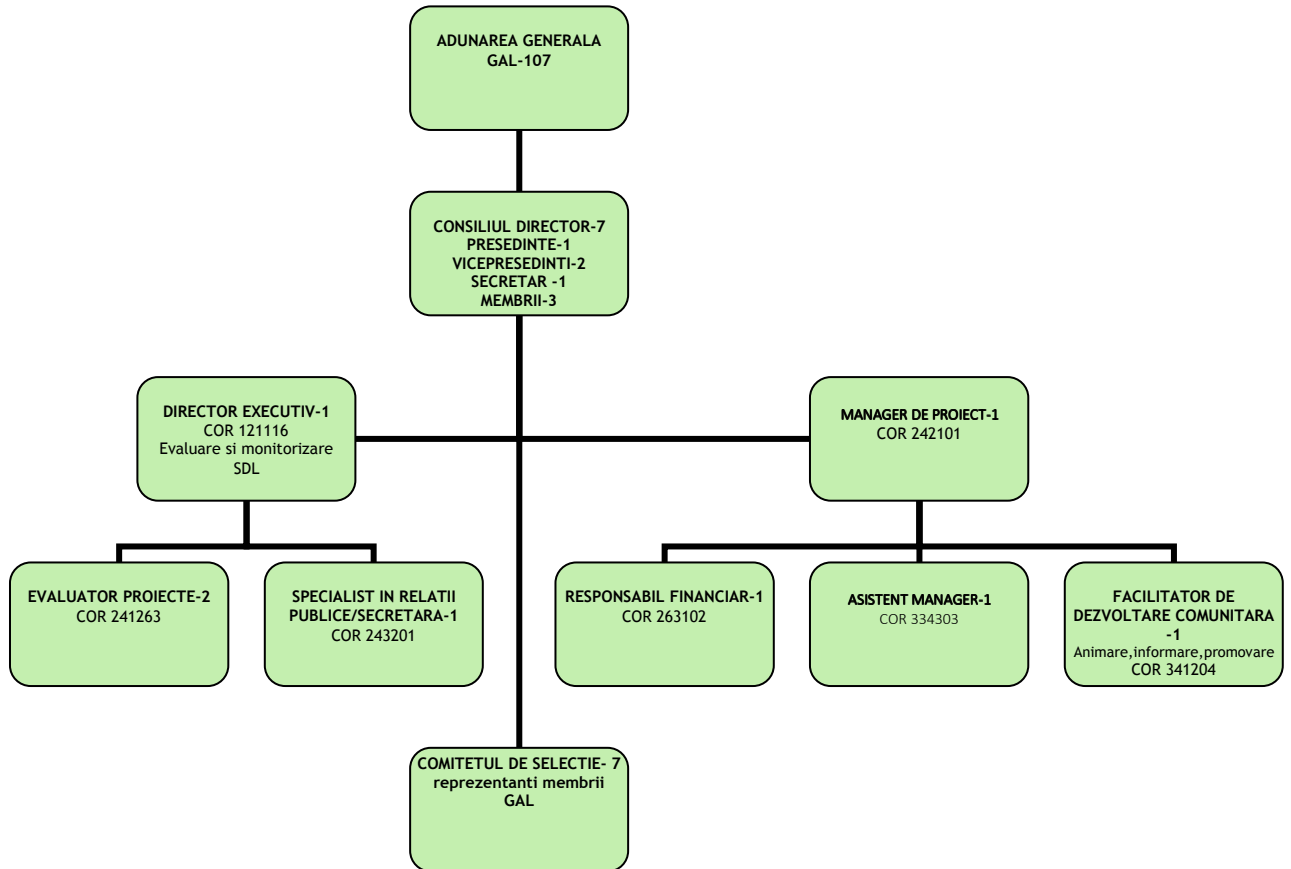 ADUNAREA GENERALA
GAL-107
CONSILIUL DIRECTOR-7
PRESEDINTE-1
VICEPRESEDINTI-2
SECRETAR -1
MEMBRII-3
DIRECTOR EXECUTIV-1
COR 121116
Evaluare si monitorizare
SDL
MANAGER DE PROIECT-1
COR 242101
EVALUATOR PROIECTE-2
COR 241263
SPECIALIST IN RELATII
PUBLICE/SECRETARA-1
COR 243201
RESPONSABIL FINANCIAR-1
COR 263102
ASISTENT MANAGER-1
COR 334303
FACILITATOR DE
DEZVOLTARE COMUNITARA
-1
Animare,informare,promovare
COR 341204
COMITETUL DE SELECTIE- 7
reprezentanti membrii
GAL